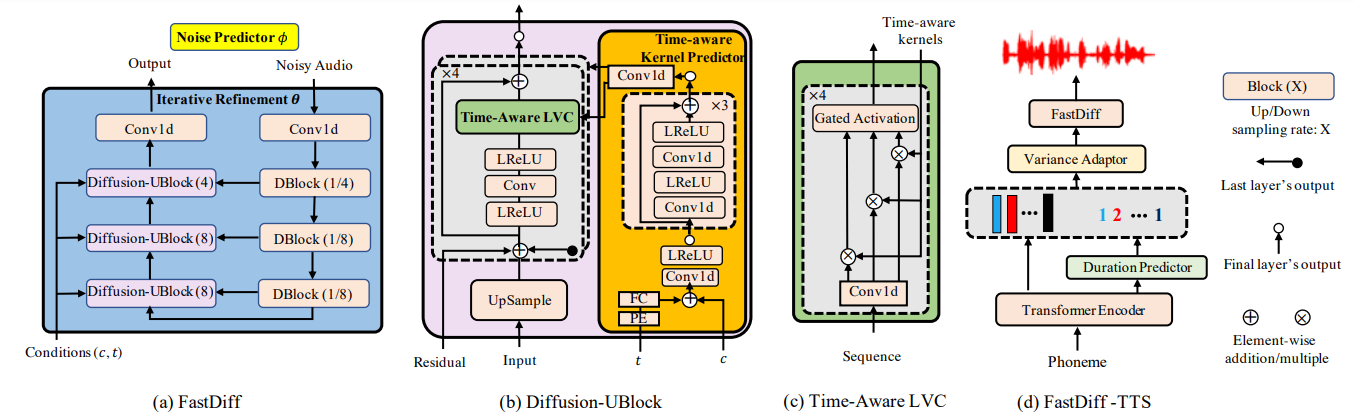 Noise Predictor ϕ
Output
Noisy Audio
Iterative Refinement θ
Conv1d
Conv1d
Diffusion-UBlock (4)
DBlock (1/4)
Diffusion-UBlock (8)
DBlock (1/8)
Diffusion-UBlock (8)
DBlock (1/8)
Conditions (c, t)
(a) FastDiff
Time-aware
Kernel Predictor
×4
Conv1d
×3
Time-Aware LVC
LReLU
Conv
LReLU
LReLU
Conv1d
LReLU
Conv1d
LReLU
Conv1d
UpSample
FC
PE
Residual
Input
t
c
(b) Diffusion-UBlock
Time-aware
kernels
×4
Gated Activation
Conv1d
Sequence
(c) Time-Aware LVC
FastDiff
Variance Adaptor
···
1 2 ··· 1
Duration Predictor
Transformer Encoder
Phoneme
(d) FastDiff -TTS
Block (X)
Up/Down
sampling rate: X
Last layer's output
Final layer's output
Element-wise
addition/multiple